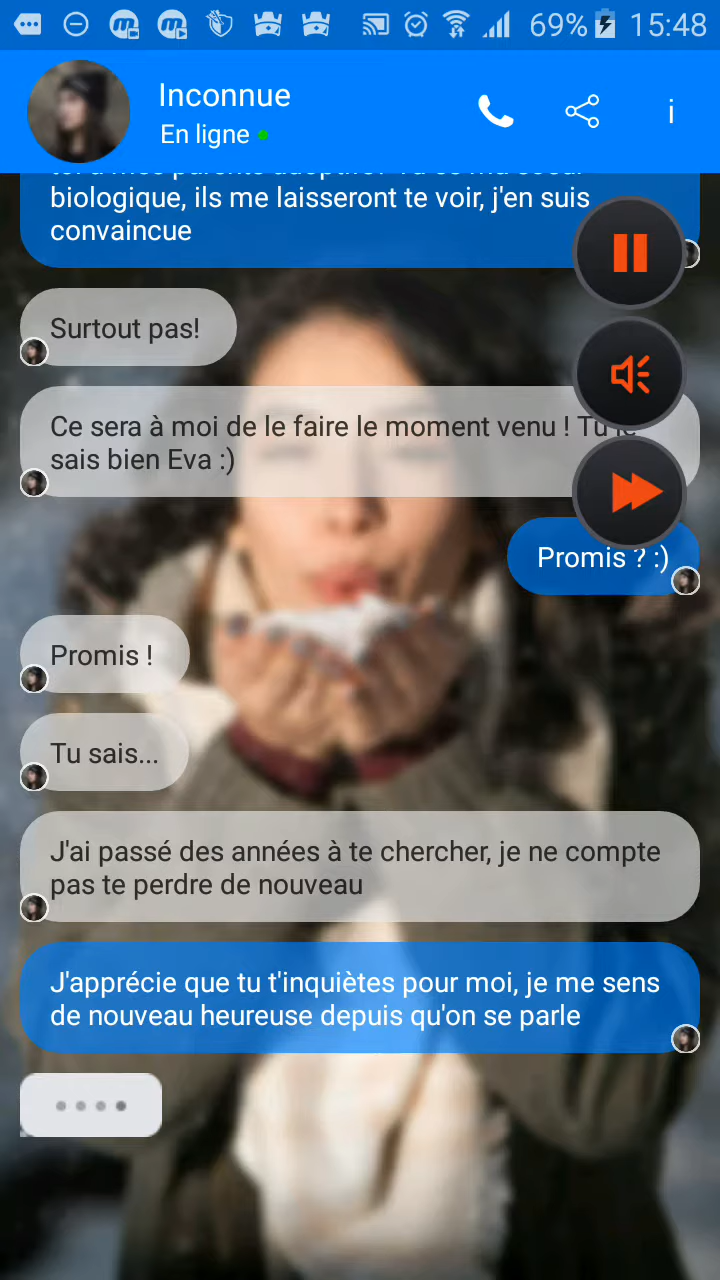 69% 15:48
Inconnue
En ligne
biologique, ils me laisseront te voir, j'en suis
convaincue
Surtout pas!
Ce sera à moi de le faire le moment venu ! Tu le
sais bien Eva :)
Promis ? :)
Promis !
Tu sais...
J'ai passé des années à te chercher, je ne compte
pas te perdre de nouveau
J'apprécie que tu t'inquiètes pour moi, je me sens
de nouveau heureuse depuis qu'on se parle